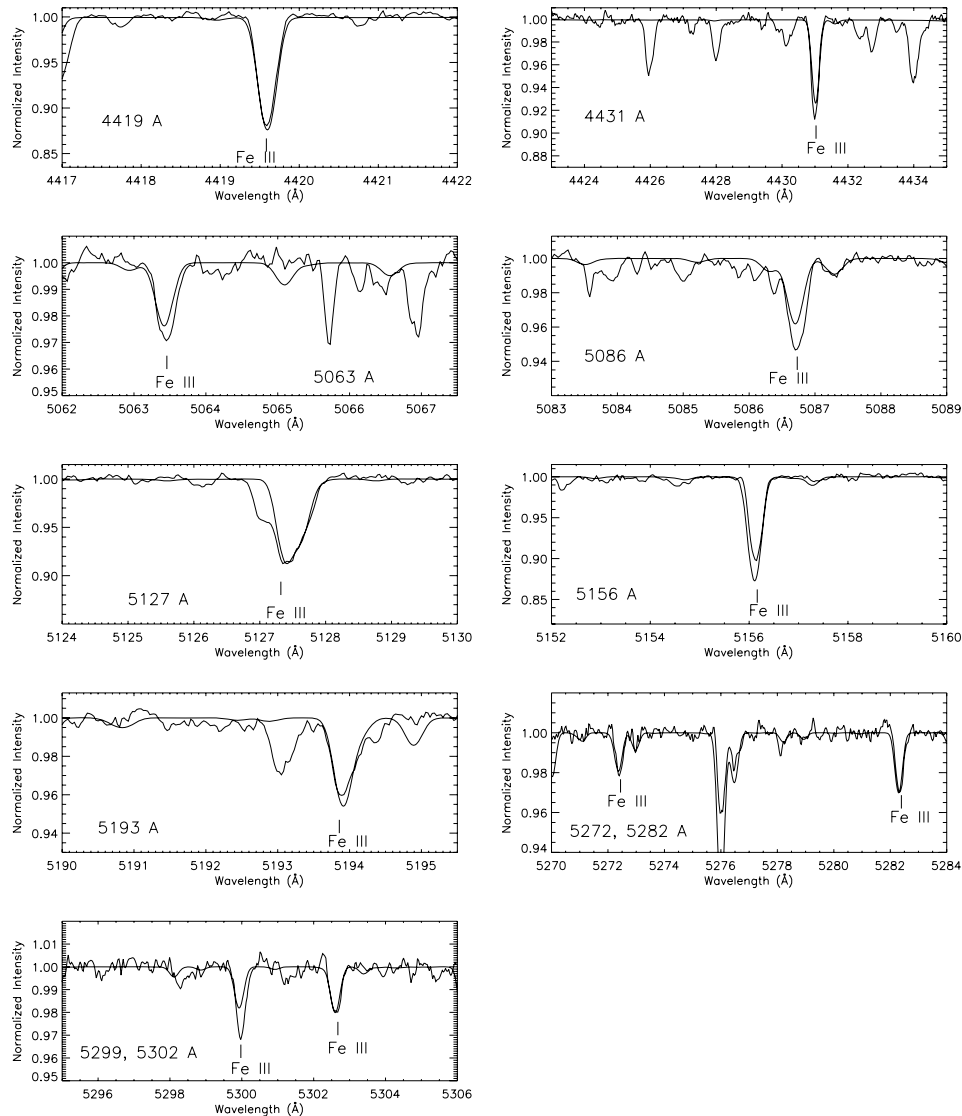 1.00
0.95
0.90
0.85
Normalized Intensity
4419 A
Fe III
4417 4418 4419 4420 4421 4422
Wavelength (Å)
1.00
0.98
0.96
0.94
0.92
0.90
0.88
Normalized Intensity
4431 A
Fe III
4424 4426 4428 4430 4432 4434
Wavelength (Å)
1.00
0.99
0.98
0.97
0.96
0.95
Normalized Intensity
Fe III
5063 A
5062 5063 5064 5065 5066 5067
Wavelength (Å)
1.00
0.98
0.96
0.94
Normalized Intensity
5086 A
Fe III
5083 5084 5085 5086 5087 5088 5089
Wavelength (Å)
1.00
0.95
0.90
Normalized Intensity
5127 A
Fe III
5124 5125 5126 5127 5128 5129 5130
Wavelength (Å)
1.00
0.95
0.90
0.85
Normalized Intensity
5156 A
Fe III
5152 5154 5156 5158 5160
Wavelength (Å)
1.00
0.98
0.96
0.94
Normalized Intensity
5193 A
Fe III
5190 5191 5192 5193 5194 5195
Wavelength (Å)
1.00
0.98
0.96
0.94
Normalized Intensity
Fe III
Fe III
5272, 5282 A
5270 5272 5274 5276 5278 5280 5282 5284
Wavelength (Å)
1.01
1.00
0.99
0.98
0.97
0.96
0.95
Normalized Intensity
5299, 5302 A
Fe III
Fe III
5296 5298 5300 5302 5304 5306
Wavelength (Å)